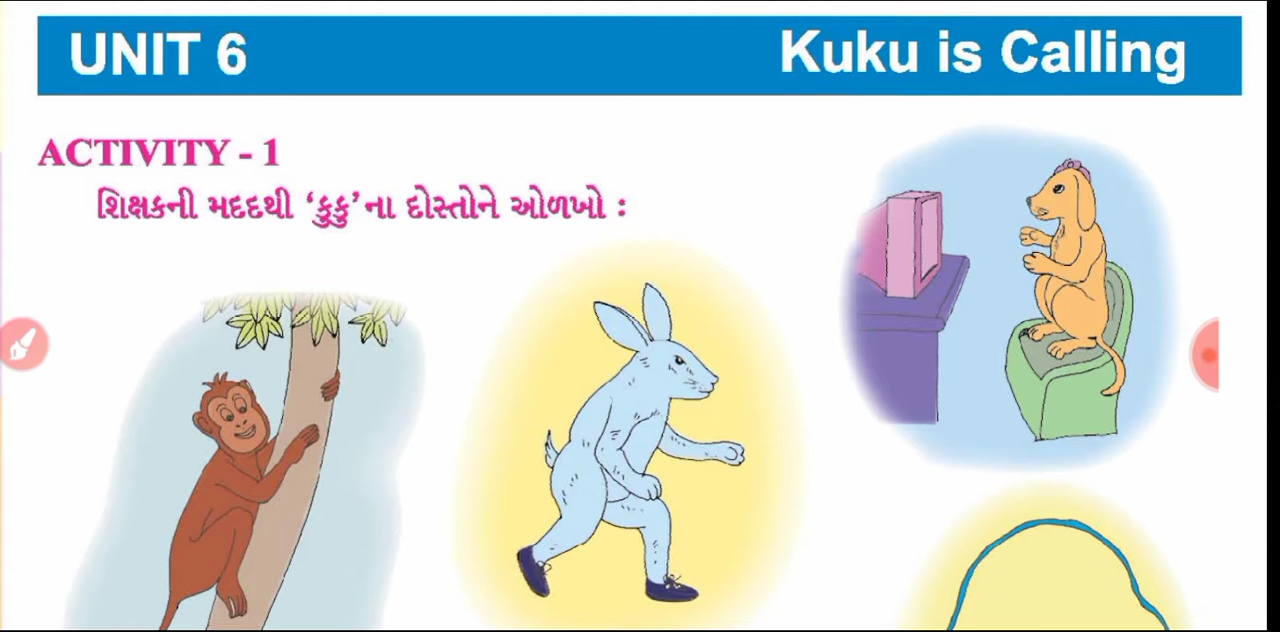 UNIT 6
Kuku is Calling
ACTIVITY - 1
શિક્ષકની મદદથી ‘કુકુ’ના દોસ્તોને ઓળખો :